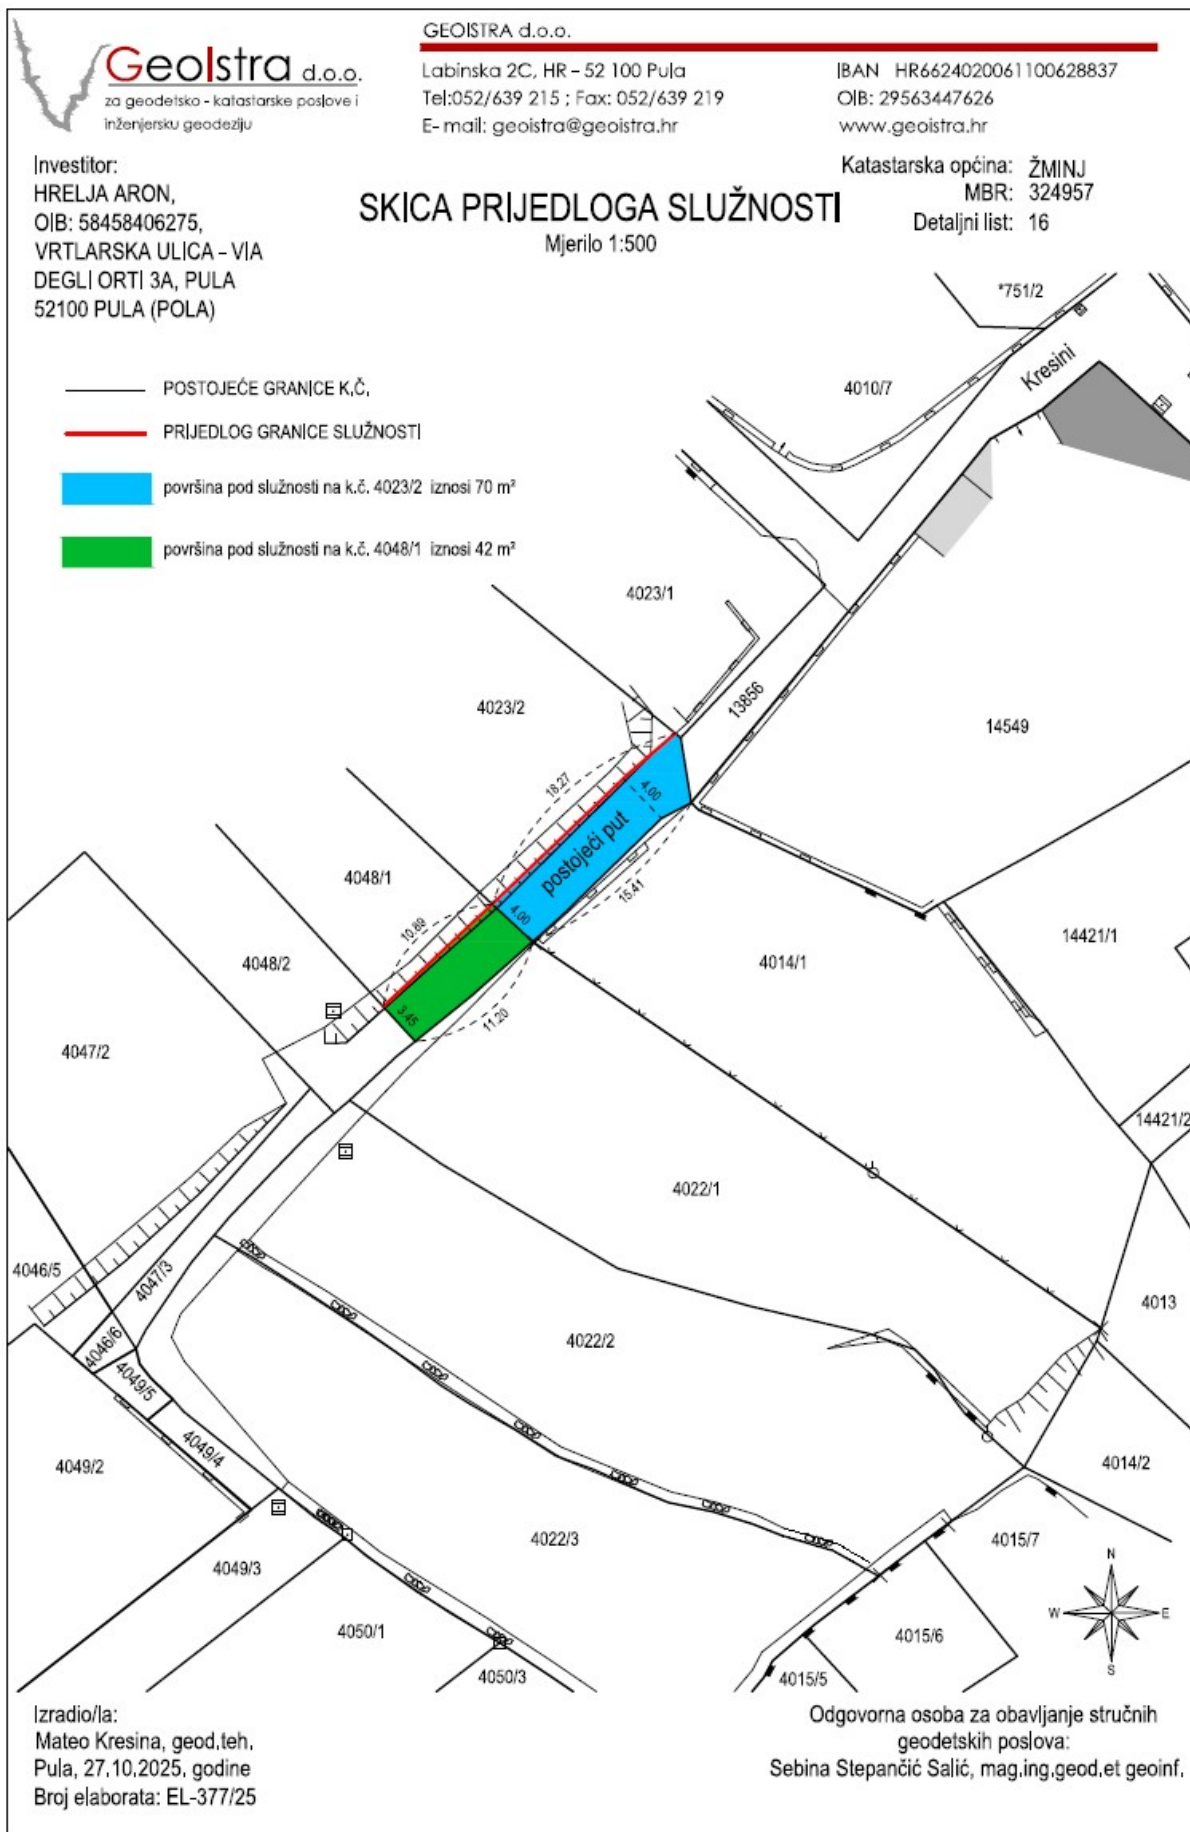 GeoIstra d.o.o.
za geodetsko - katastarske poslove i
inženjersku geodeziju
GEOISTRA d.o.o.
Labinska 2C, HR – 52 100 Pula
Tel:052/639 215 ; Fax: 052/639 219
E- mail: geoistra@geoistra.hr
IBAN HR6624020061100628837
OIB: 29563447626
www.geoistra.hr
Investitor:
HRELJA ARON,
OIB: 58458406275,
VRTLARSKA ULICA - VIA
DEGLI ORTI 3A, PULA
52100 PULA (POLA)
SKICA PRIJEDLOGA SLUŽNOSTI
Mjerilo 1:500
Katastarska općina: ŽMINJ
MBR: 324957
Detaljni list: 16
POSTOJEĆE GRANICE K.Č.
PRIJEDLOG GRANICE SLUŽNOSTI
površina pod služnosti na k.č. 4023/2 iznosi 70 m²
površina pod služnosti na k.č. 4048/1 iznosi 42 m²
*751/2
Kresini
4010/7
4023/1
4023/2
13856
14549
18.27
4.00
postojeći put
4048/1
15.41
4.00
10.89
14421/1
4048/2
4014/1
3.45
11.20
4047/2
14421/2
4022/1
4046/5
4047/3
4013
4046/6
4022/2
4049/5
4049/4
4049/2
4014/2
4022/3
4015/7
4049/3
N
W
E
S
4050/1
4015/6
4050/3
4015/5
Izradio/la:
Mateo Kresina, geod.teh.
Pula, 27.10.2025. godine
Broj elaborata: EL-377/25
Odgovorna osoba za obavljanje stručnih
geodetskih poslova:
Sebina Stepančić Salić, mag.ing.geod.et geoinf.